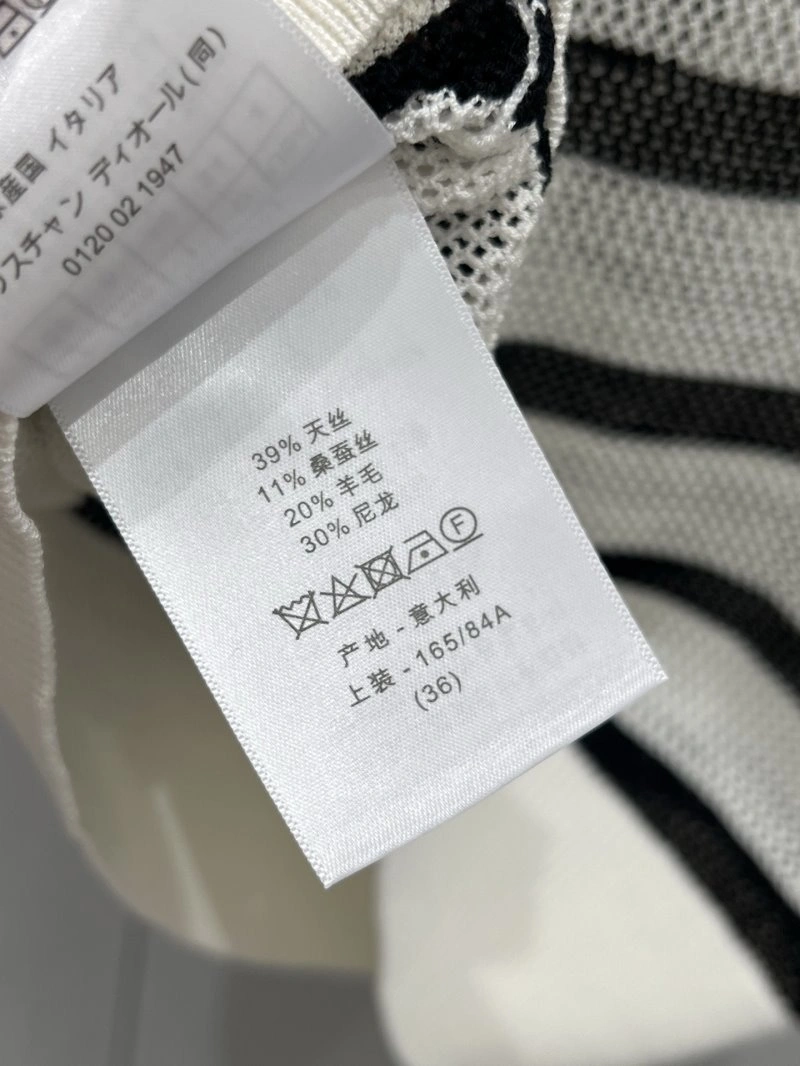 産国 イタリア
スチャン ディオール(同)
0120 02 1947
39% 天丝
11% 桑蚕丝
20% 羊毛
30% 尼龙
F
产地 - 意大利
上装 - 165/84A
(36)